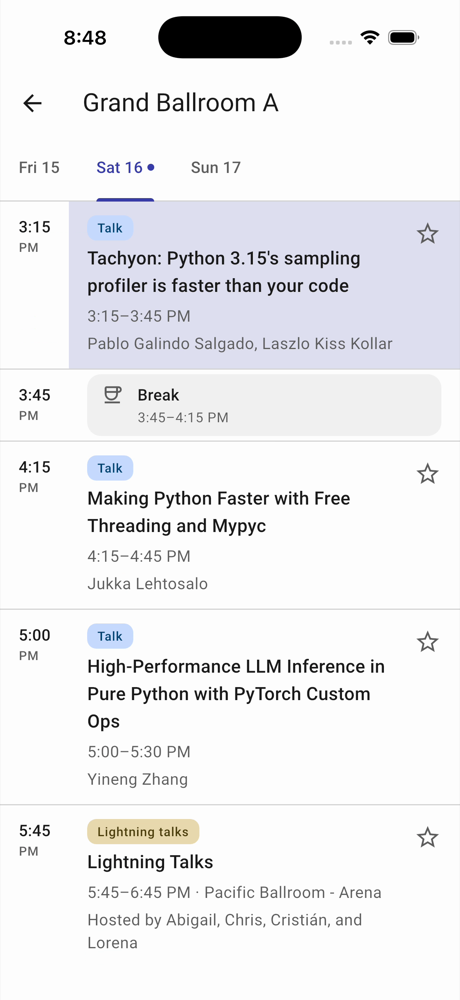 8:48
Grand Ballroom A
Fri 15
Sat 16
Sun 17
3:15
PM
Talk
Tachyon: Python 3.15's sampling
profiler is faster than your code
3:15–3:45 PM
Pablo Galindo Salgado, Laszlo Kiss Kollar
3:45
PM
Break
3:45–4:15 PM
4:15
PM
Talk
Making Python Faster with Free
Threading and Mypyc
4:15–4:45 PM
Jukka Lehtosalo
5:00
PM
Talk
High-Performance LLM Inference in
Pure Python with PyTorch Custom
Ops
5:00–5:30 PM
Yineng Zhang
5:45
PM
Lightning talks
Lightning Talks
5:45–6:45 PM · Pacific Ballroom - Arena
Hosted by Abigail, Chris, Cristián, and
Lorena